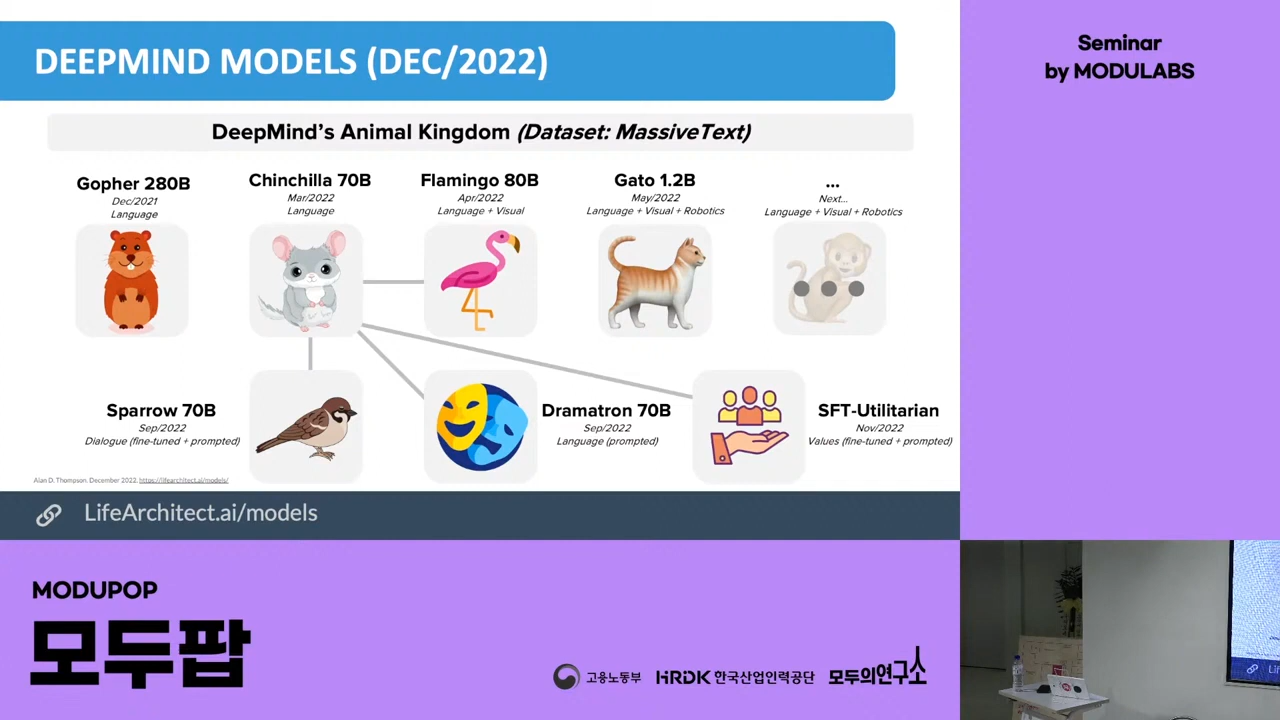 DEEPMIND MODELS (DEC/2022)
Seminar
by MODULABS
DeepMind's Animal Kingdom (Dataset: MassiveText)
Gopher 280B
Dec/2021
Language
Chinchilla 70B
Mar/2022
Language
Flamingo 80B
Apr/2022
Language + Visual
Gato 1.2B
May/2022
Language + Visual + Robotics
...
Next...
Language + Visual + Robotics
Sparrow 70B
Sep/2022
Dialogue (fine-tuned + prompted)
Dramatron 70B
Sep/2022
Language (prompted)
SFT-Utilitarian
Nov/2022
Values (fine-tuned + prompted)
Alan D. Thompson. December 2022. https://lifearchitect.ai/models/
LifeArchitect.ai/models
MODUPOP
모두팝
고용노동부
HRDK 한국산업인력공단
모두의연구소